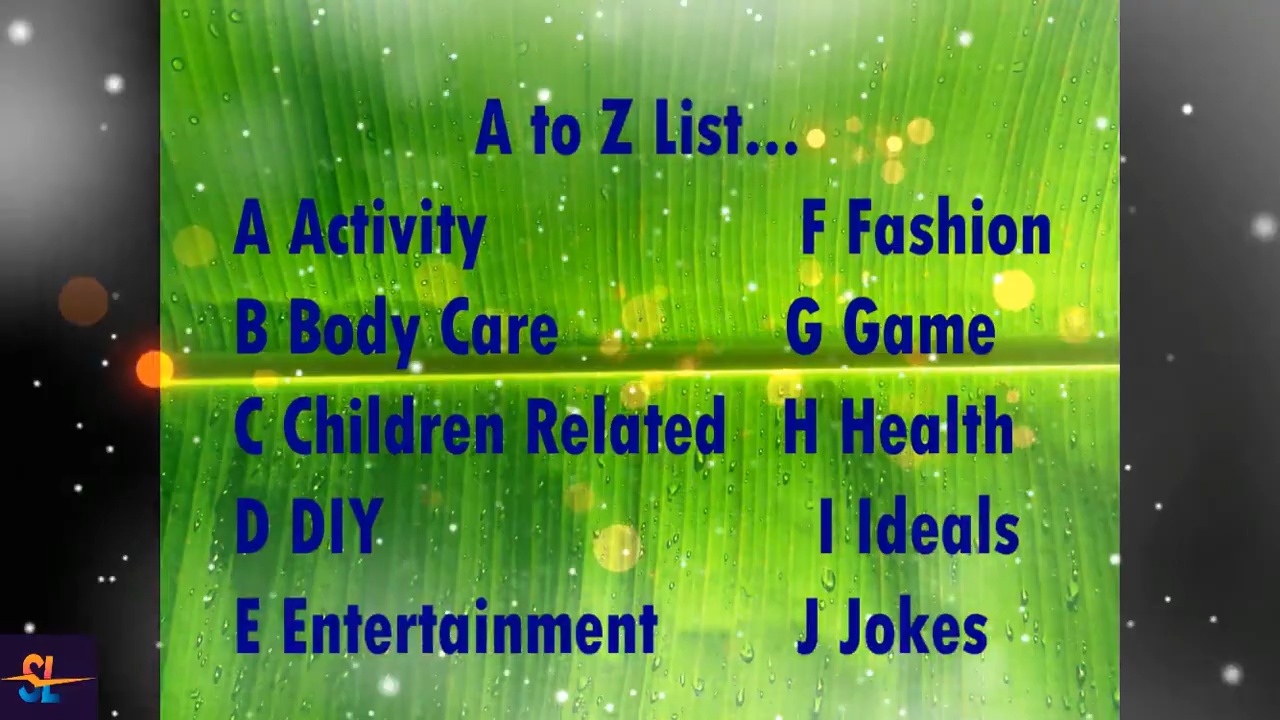 A to Z List...
A Activity
B Body Care
C Children Related
D DIY
E Entertainment
F Fashion
G Game
H Health
I Ideals
J Jokes
SL